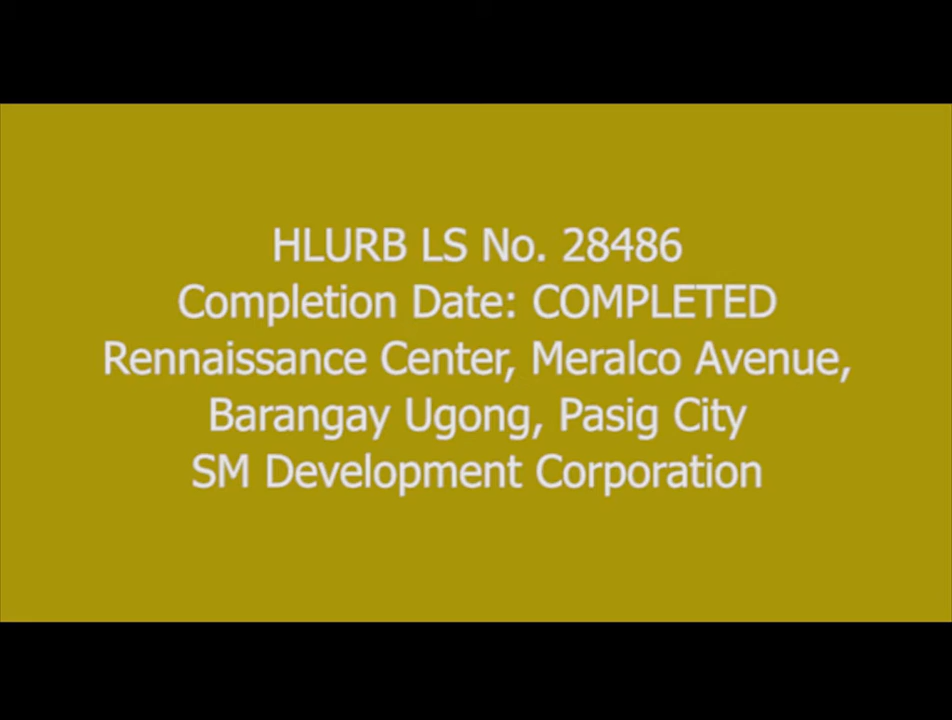 HLURB LS No. 28486
Completion Date: COMPLETED
Rennaissance Center, Meralco Avenue,
Barangay Ugong, Pasig City
SM Development Corporation